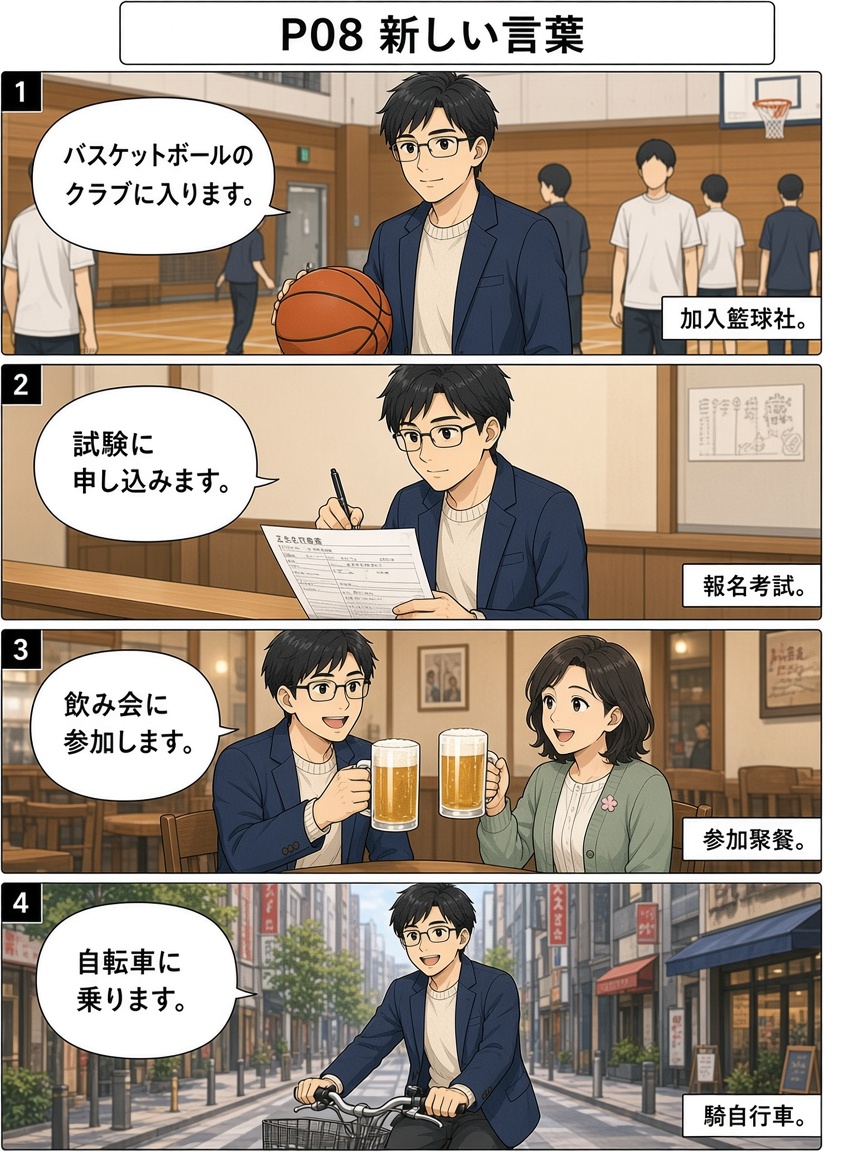 P08 新しい言葉
1
バスケットボールの
クラブに入ります。
加入籃球社。
2
試験に
申し込みます。
報名考試。
3
飲み会に
参加します。
参加聚餐。
4
自転車に
乗ります。
騎自行車。